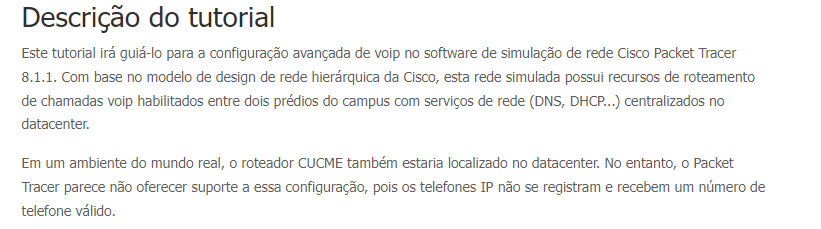 Descrição do tutorial
Este tutorial irá guiá-lo para a configuração avançada de voip no software de simulação de rede Cisco Packet Tracer
8.1.1. Com base no modelo de design de rede hierárquica da Cisco, esta rede simulada possui recursos de roteamento
de chamadas voip habilitados entre dois prédios do campus com serviços de rede (DNS, DHCP...) centralizados no
datacenter.
Em um ambiente do mundo real, o roteador CUCME também estaria localizado no datacenter. No entanto, o Packet
Tracer parece não oferecer suporte a essa configuração, pois os telefones IP não se registram e recebem um número de
telefone válido.